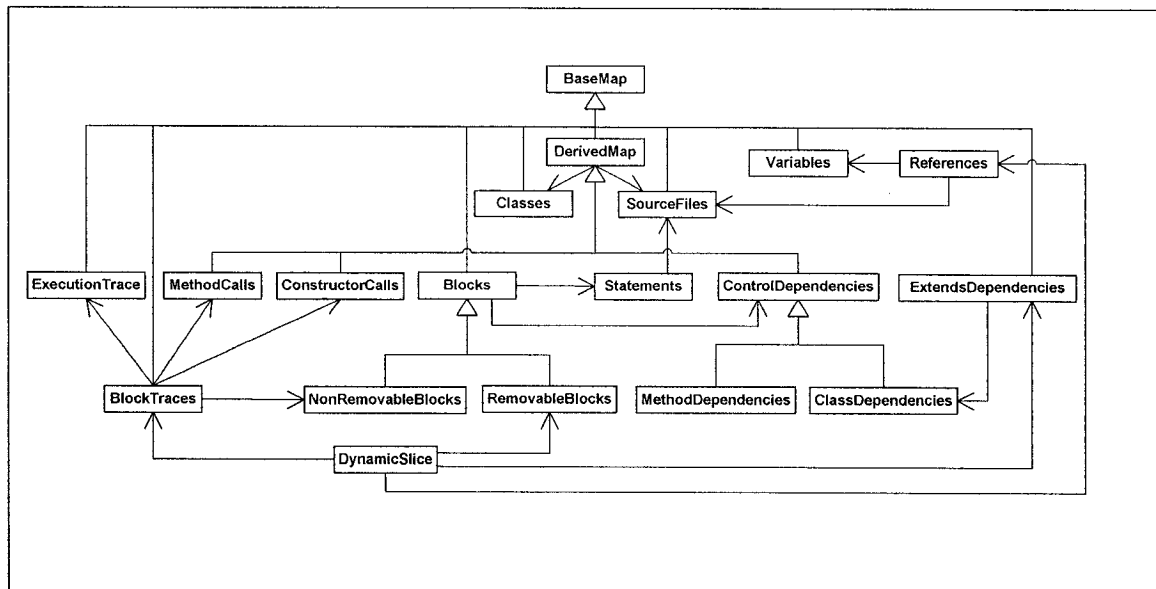 BaseMap
DerivedMap
Variables
References
Classes
SourceFiles
ExecutionTrace
MethodCalls
ConstructorCalls
Blocks
Statements
ControlDependencies
ExtendsDependencies
BlockTraces
NonRemovableBlocks
RemovableBlocks
MethodDependencies
ClassDependencies
DynamicSlice